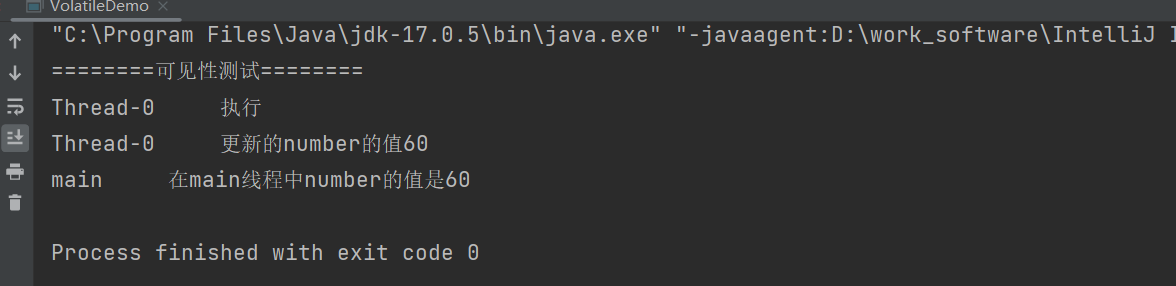 VolatileDemo
"C:\Program Files\Java\jdk-17.0.5\bin\java.exe" "-javaagent:D:\work_software\IntelliJ I
========可见性测试========
Thread-0 执行
Thread-0 更新的number的值60
main 在main线程中number的值是60
Process finished with exit code 0